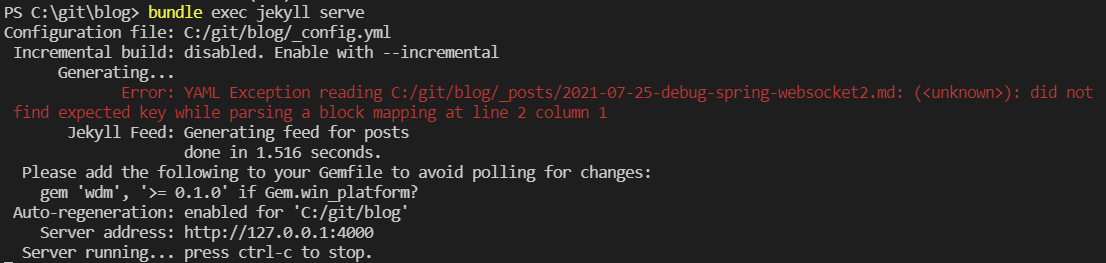 PS C:\git\blog> bundle exec jekyll serve
Configuration file: C:/git/blog/_config.yml
Incremental build: disabled. Enable with --incremental
Generating...
Error: YAML Exception reading C:/git/blog/_posts/2021-07-25-debug-spring-websocket2.md: (<unknown>): did not
find expected key while parsing a block mapping at line 2 column 1
Jekyll Feed: Generating feed for posts
done in 1.516 seconds.
Please add the following to your Gemfile to avoid polling for changes:
gem 'wdm', '>= 0.1.0' if Gem.win_platform?
Auto-regeneration: enabled for 'C:/git/blog'
Server address: http://127.0.0.1:4000
Server running... press ctrl-c to stop.